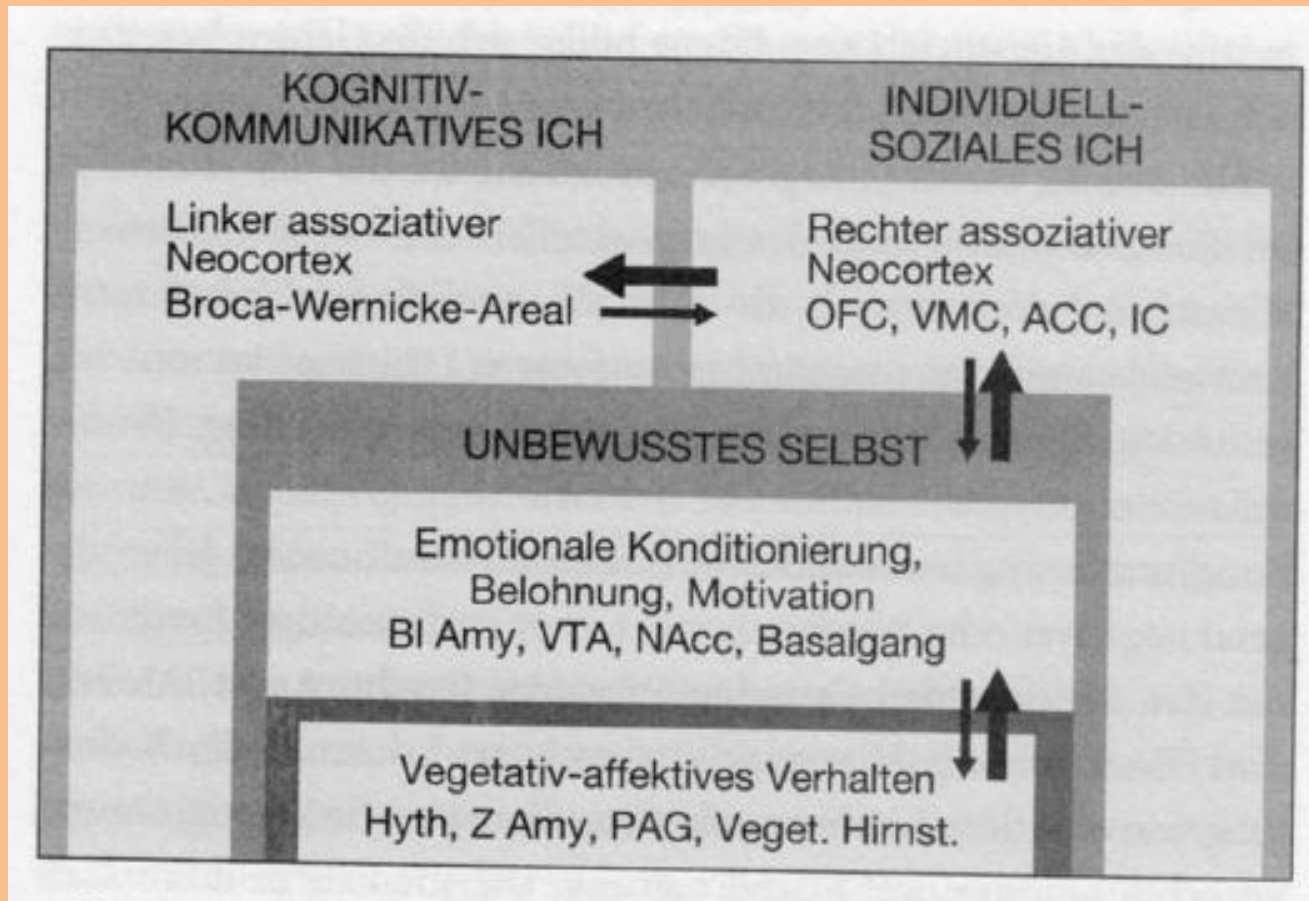 KOGNITIV-
KOMMUNIKATIVES ICH
INDIVIDUELL-
SOZIALES ICH
Linker assoziativer
Neocortex
Broca-Wernicke-Areal
Rechter assoziativer
Neocortex
OFC, VMC, ACC, IC
UNBEWUSSTES SELBST
Emotionale Konditionierung,
Belohnung, Motivation
Bl Amy, VTA, NAcc, Basalgang
Vegetativ-affektives Verhalten
Hyth, Z Amy, PAG, Veget. Hirnst.